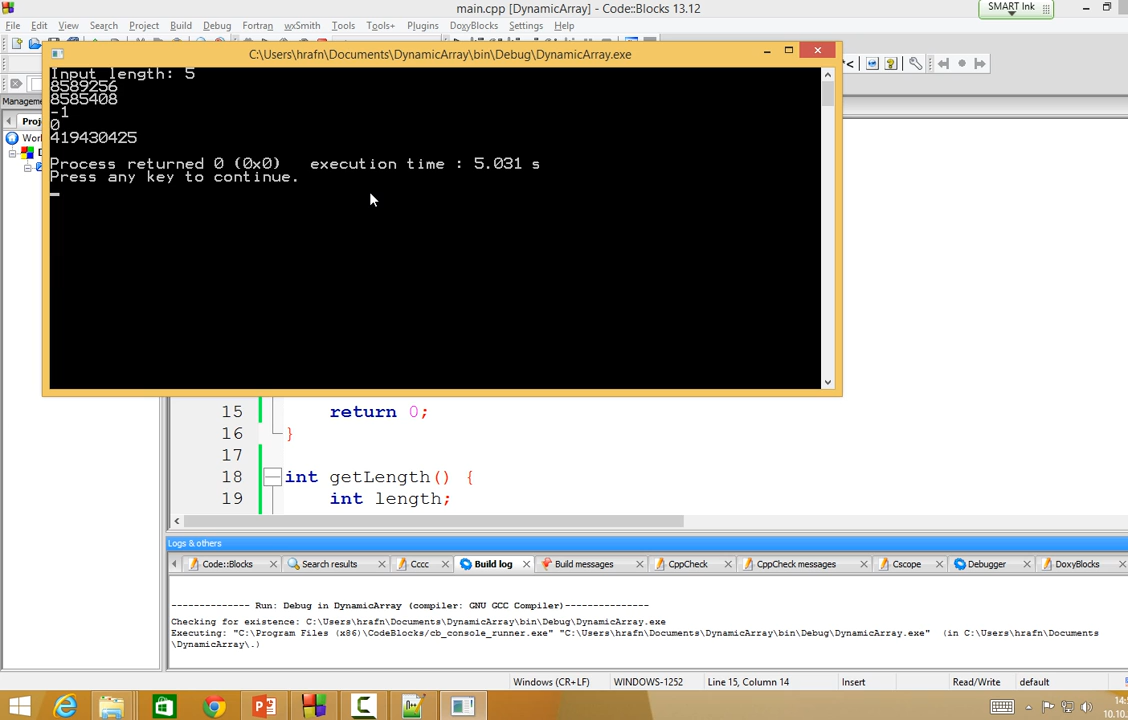 main.cpp [DynamicArray] - Code::Blocks 13.12
SMART Ink
File Edit View Search Project Build Debug Fortran wxSmith Tools Tools+ Plugins DoxyBlocks Settings Help
C:\Users\hrafn\Documents\DynamicArray\bin\Debug\DynamicArray.exe
Input length: 5
8589256
8585408
-1
0
419430425
Process returned 0 (0x0)   execution time : 5.031 s
Press any key to continue.
Manageme
Proj
Wor
15 return 0;
16 }
17
18 int getLength() {
19 int length;
Logs & others
Code::Blocks Search results Cccc Build log Build messages CppCheck CppCheck messages Cscope Debugger DoxyBlocks
-------------- Run: Debug in DynamicArray (compiler: GNU GCC Compiler)---------------
Checking for existence: C:\Users\hrafn\Documents\DynamicArray\bin\Debug\DynamicArray.exe
Executing: "C:\Program Files (x86)\CodeBlocks/cb_console_runner.exe" "C:\Users\hrafn\Documents\DynamicArray\bin\Debug\DynamicArray.exe"  (in C:\Users\hrafn\Documents
\DynamicArray\.)
Windows (CR+LF) WINDOWS-1252 Line 15, Column 14 Insert Read/Write default
14:
10.10.